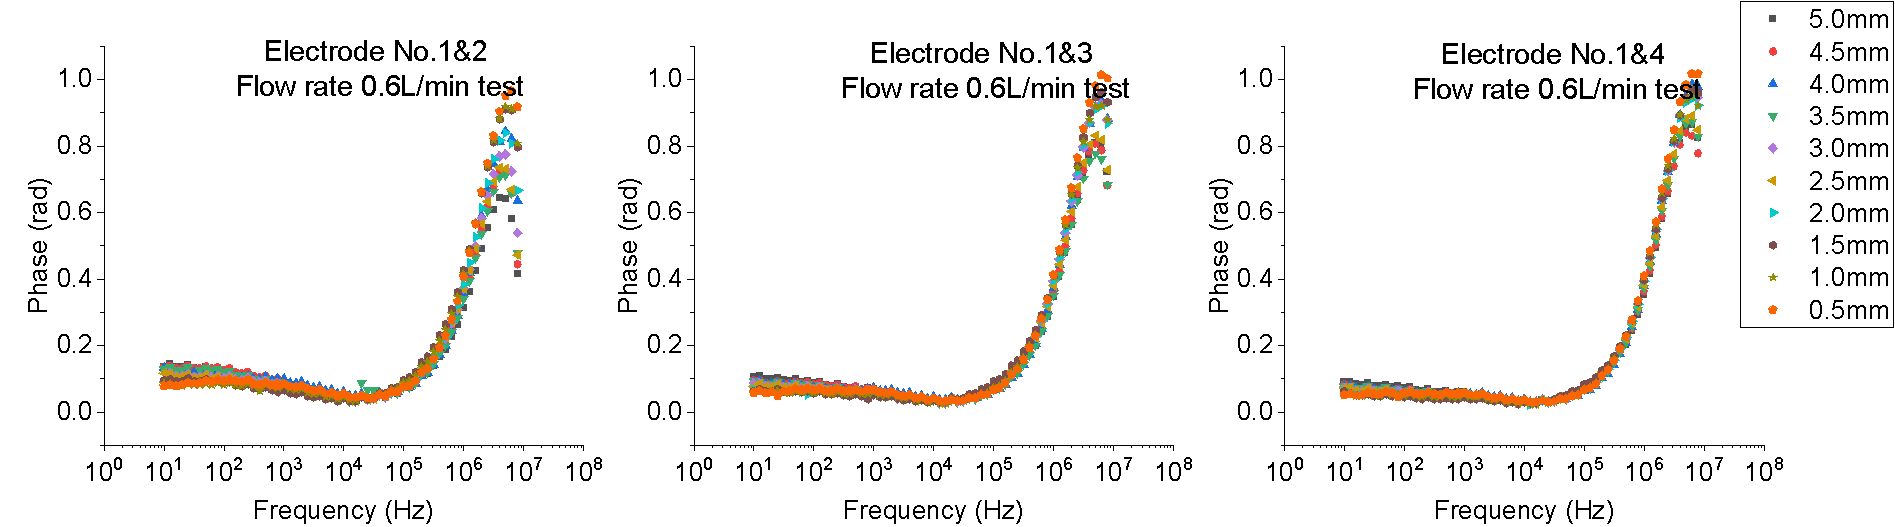 Electrode No.1&2
Flow rate 0.6L/min test
Phase (rad)
1.0
0.8
0.6
0.4
0.2
0.0
10⁰ 10¹ 10² 10³ 10⁴ 10⁵ 10⁶ 10⁷ 10⁸
Frequency (Hz)
Electrode No.1&3
Flow rate 0.6L/min test
Phase (rad)
1.0
0.8
0.6
0.4
0.2
0.0
10⁰ 10¹ 10² 10³ 10⁴ 10⁵ 10⁶ 10⁷ 10⁸
Frequency (Hz)
Electrode No.1&4
Flow rate 0.6L/min test
Phase (rad)
1.0
0.8
0.6
0.4
0.2
0.0
10⁰ 10¹ 10² 10³ 10⁴ 10⁵ 10⁶ 10⁷ 10⁸
Frequency (Hz)
5.0mm
4.5mm
4.0mm
3.5mm
3.0mm
2.5mm
2.0mm
1.5mm
1.0mm
0.5mm